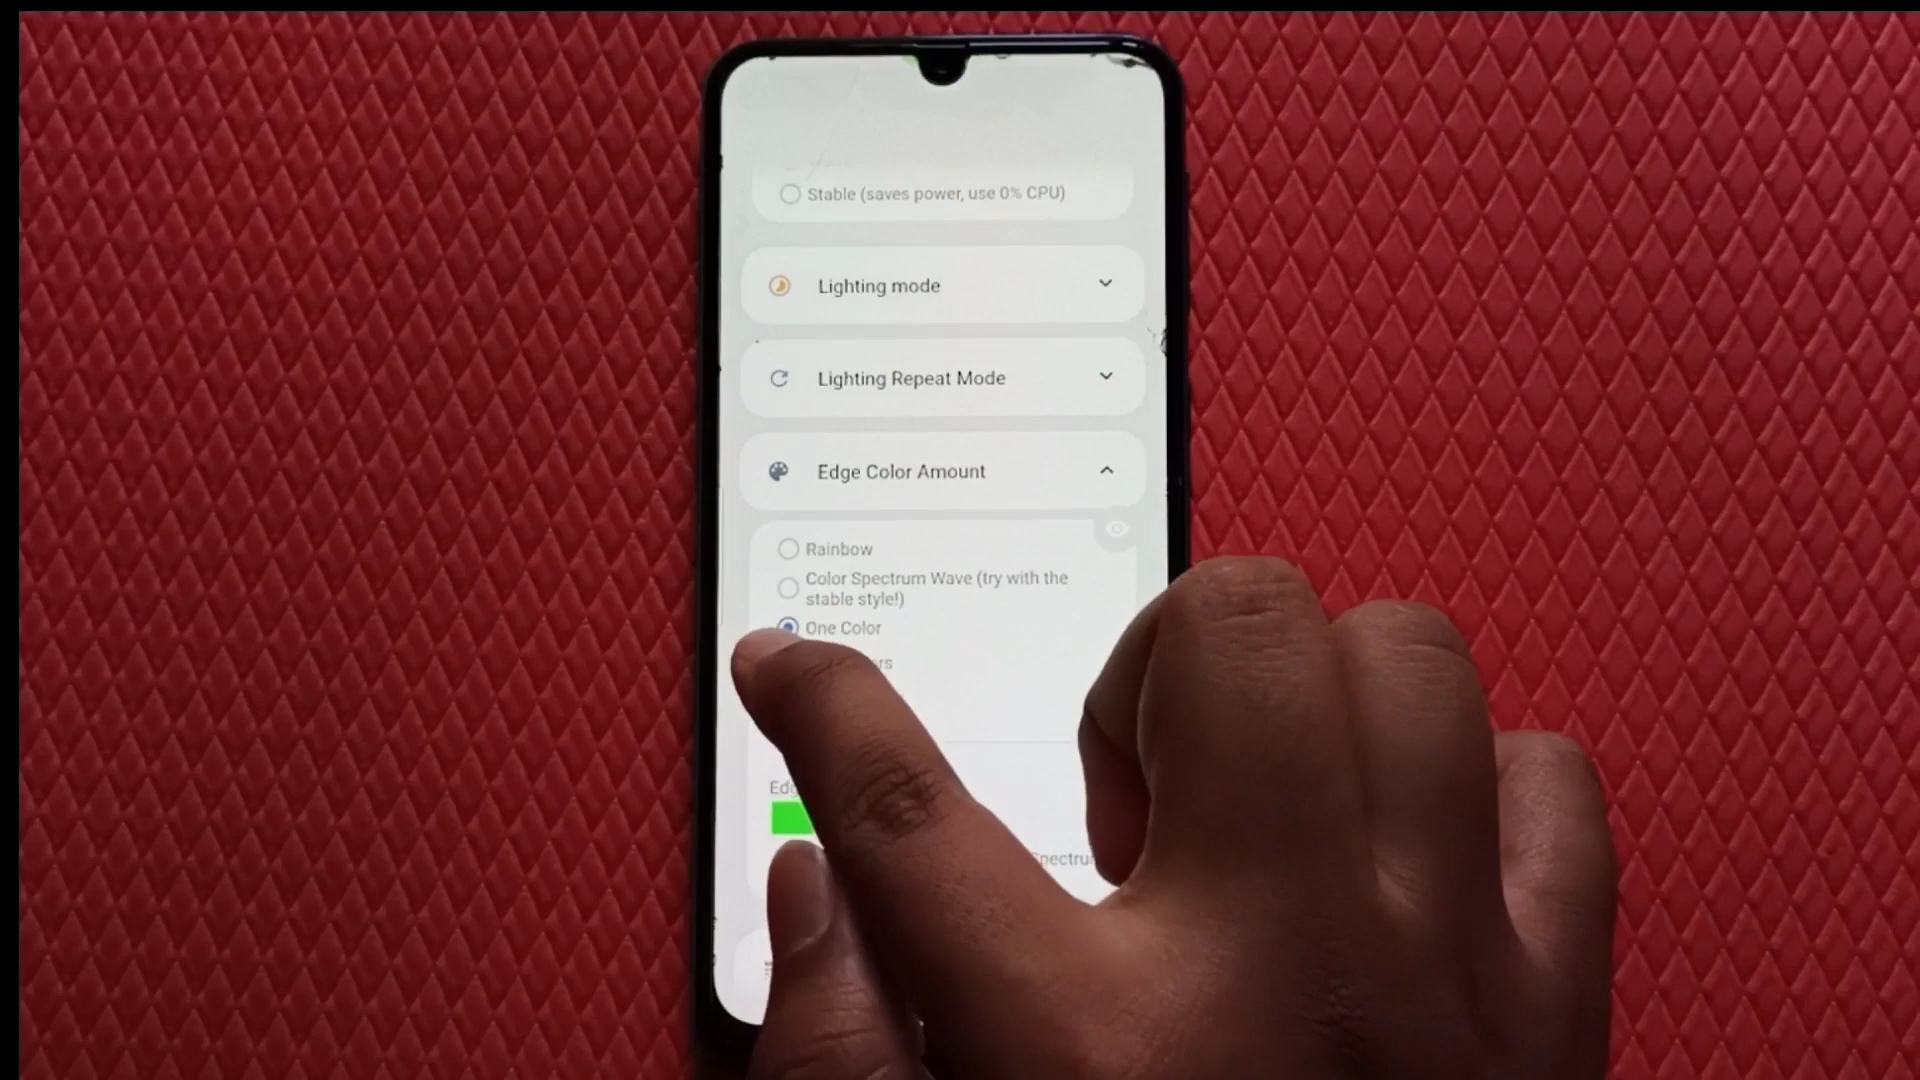 Stable (saves power, use 0% CPU)
Lighting mode
Lighting Repeat Mode
Edge Color Amount
Rainbow
Color Spectrum Wave (try with the
stable style!)
One Color